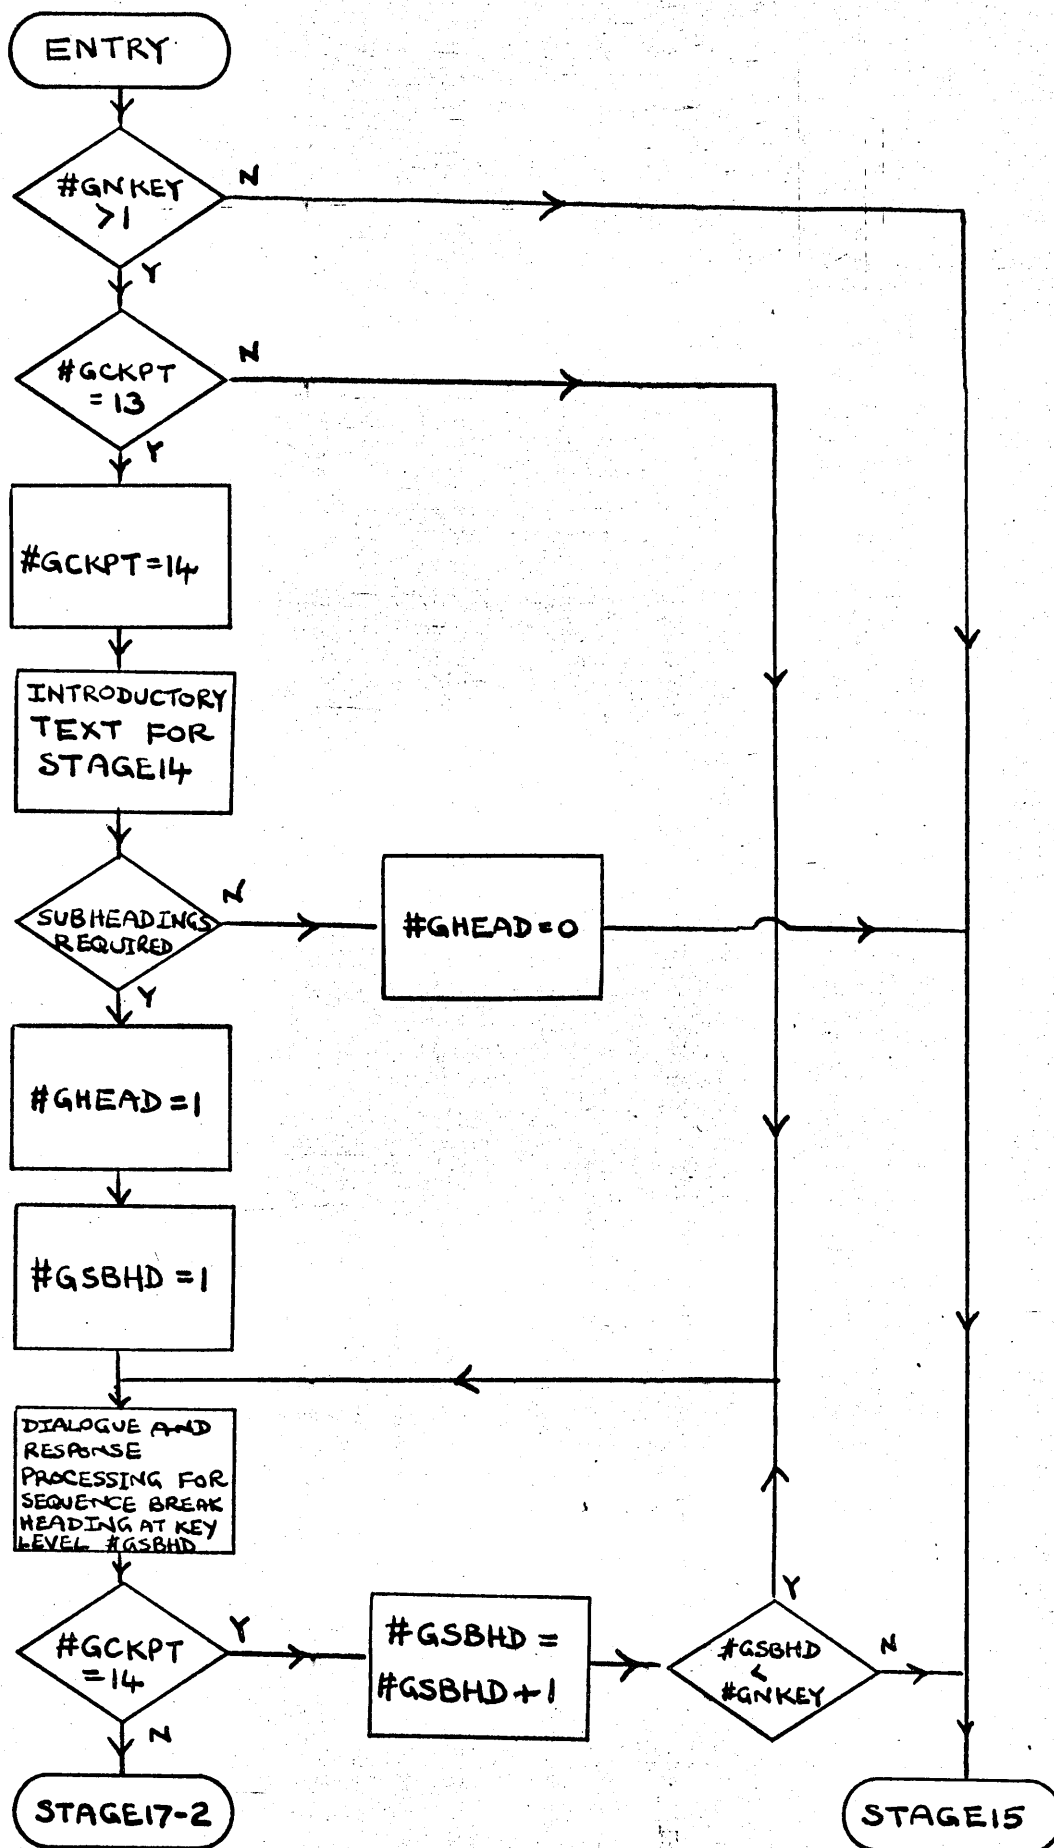 ENTRY
#GNKEY
>1
N
Y
#GCKPT
=13
N
Y
#GCKPT=14
INTRODUCTORY
TEXT FOR
STAGE14
SUBHEADINGS
REQUIRED
N
#GHEAD=0
Y
#GHEAD=1
#GSBHD=1
DIALOGUE AND
RESPONSE
PROCESSING FOR
SEQUENCE BREAK
HEADING AT KEY
LEVEL #GSBHD
#GCKPT
=14
Y
#GSBHD=
#GSBHD+1
Y
#GSBHD
<
#GNKEY
N
N
STAGE17-2
STAGE15